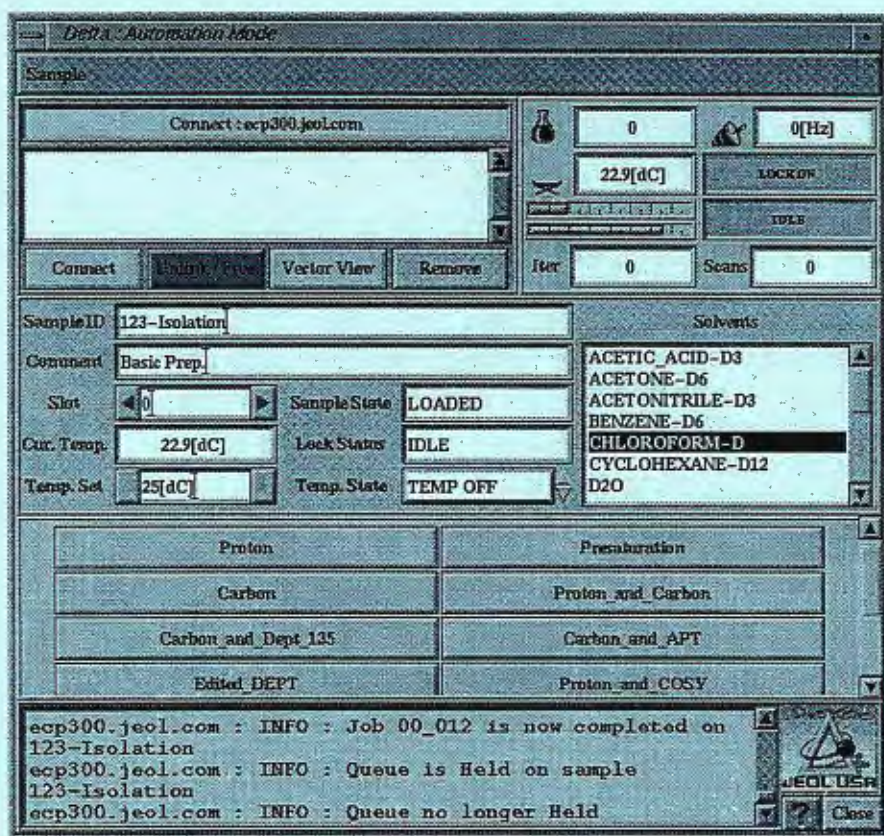 Delta : Automation Mode
Sample
Connect : ecp300.jeol.com
0
0[Hz]
22.9[dC]
LOCK ON
IDLE
Connect
Unlink / Free
Vector View
Remove
Iter
0
Scans
0
Sample ID
123-Isolation
Comment
Basic Prep.
Slot
0
Sample State
LOADED
Cur. Temp.
22.9[dC]
Lock Status
IDLE
Temp. Set
25[dC]
Temp. State
TEMP OFF
Solvents
ACETIC_ACID-D3
ACETONE-D6
ACETONITRILE-D3
BENZENE-D6
CHLOROFORM-D
CYCLOHEXANE-D12
D2O
Proton
Presaturation
Carbon
Proton_and_Carbon
Carbon_and_Dept_135
Carbon_and_APT
Edited_DEPT
Proton_and_COSY
ecp300.jeol.com : INFO : Job 00_012 is now completed on
123-Isolation
ecp300.jeol.com : INFO : Queue is Held on sample
123-Isolation
ecp300.jeol.com : INFO : Queue no longer Held
JEOL USA
?
Close